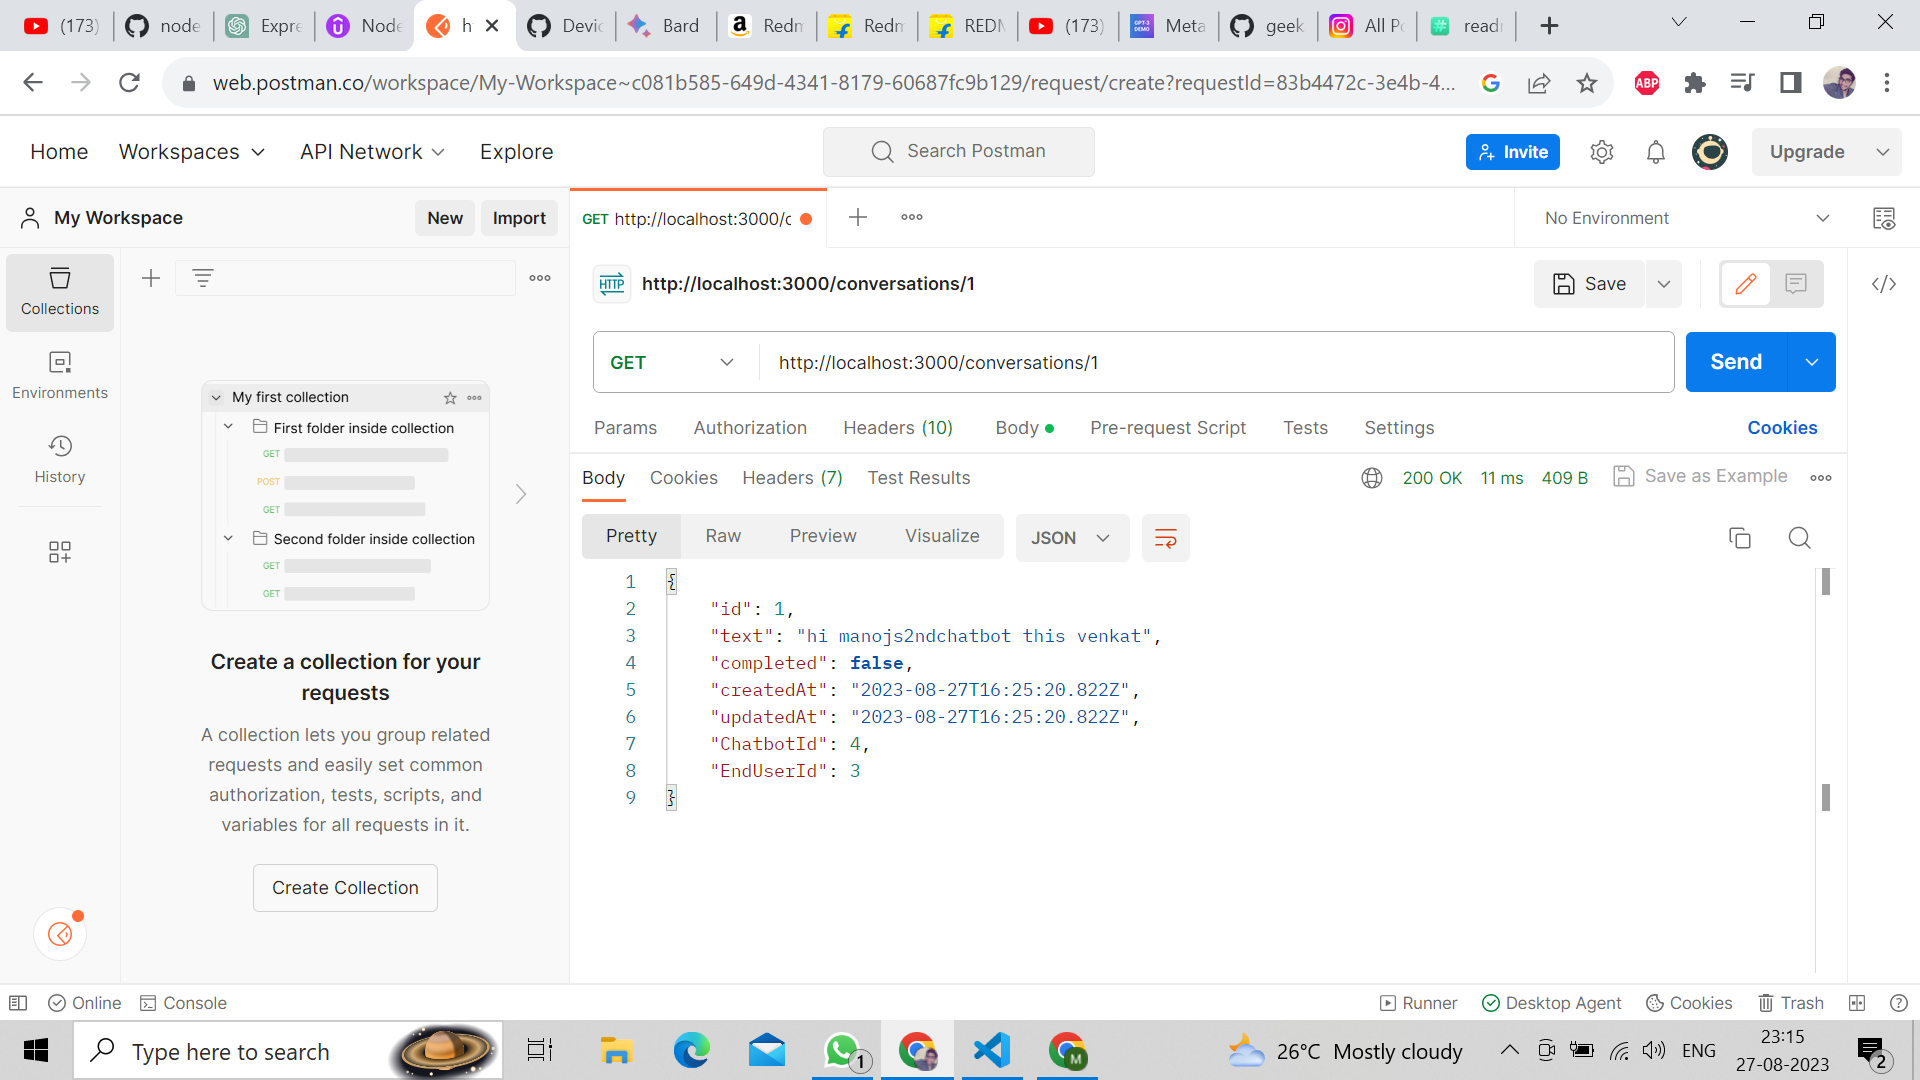 (173)
node
Expre
Node
h
Devic
Bard
Redm
Redm
REDM
(173)
Meta
geek
All Po
readr
web.postman.co/workspace/My-Workspace~c081b585-649d-4341-8179-60687fc9b129/request/create?requestId=83b4472c-3e4b-4...
ABP
Home
Workspaces
API Network
Explore
Search Postman
Invite
Upgrade
My Workspace
New
Import
GET http://localhost:3000/c
No Environment
Collections
Environments
History
My first collection
First folder inside collection
GET
POST
GET
Second folder inside collection
GET
GET
Create a collection for your
requests
A collection lets you group related
requests and easily set common
authorization, tests, scripts, and
variables for all requests in it.
Create Collection
HTTP
http://localhost:3000/conversations/1
Save
GET
http://localhost:3000/conversations/1
Send
Params
Authorization
Headers (10)
Body
Pre-request Script
Tests
Settings
Cookies
Body
Cookies
Headers (7)
Test Results
200 OK
11 ms
409 B
Save as Example
Pretty
Raw
Preview
Visualize
JSON
1 {
2 "id": 1,
3 "text": "hi manojs2ndchatbot this venkat",
4 "completed": false,
5 "createdAt": "2023-08-27T16:25:20.822Z",
6 "updatedAt": "2023-08-27T16:25:20.822Z",
7 "ChatbotId": 4,
8 "EndUserId": 3
9 }
Online
Console
Runner
Desktop Agent
Cookies
Trash
Type here to search
1
M
26°C Mostly cloudy
ENG
23:15
27-08-2023
2